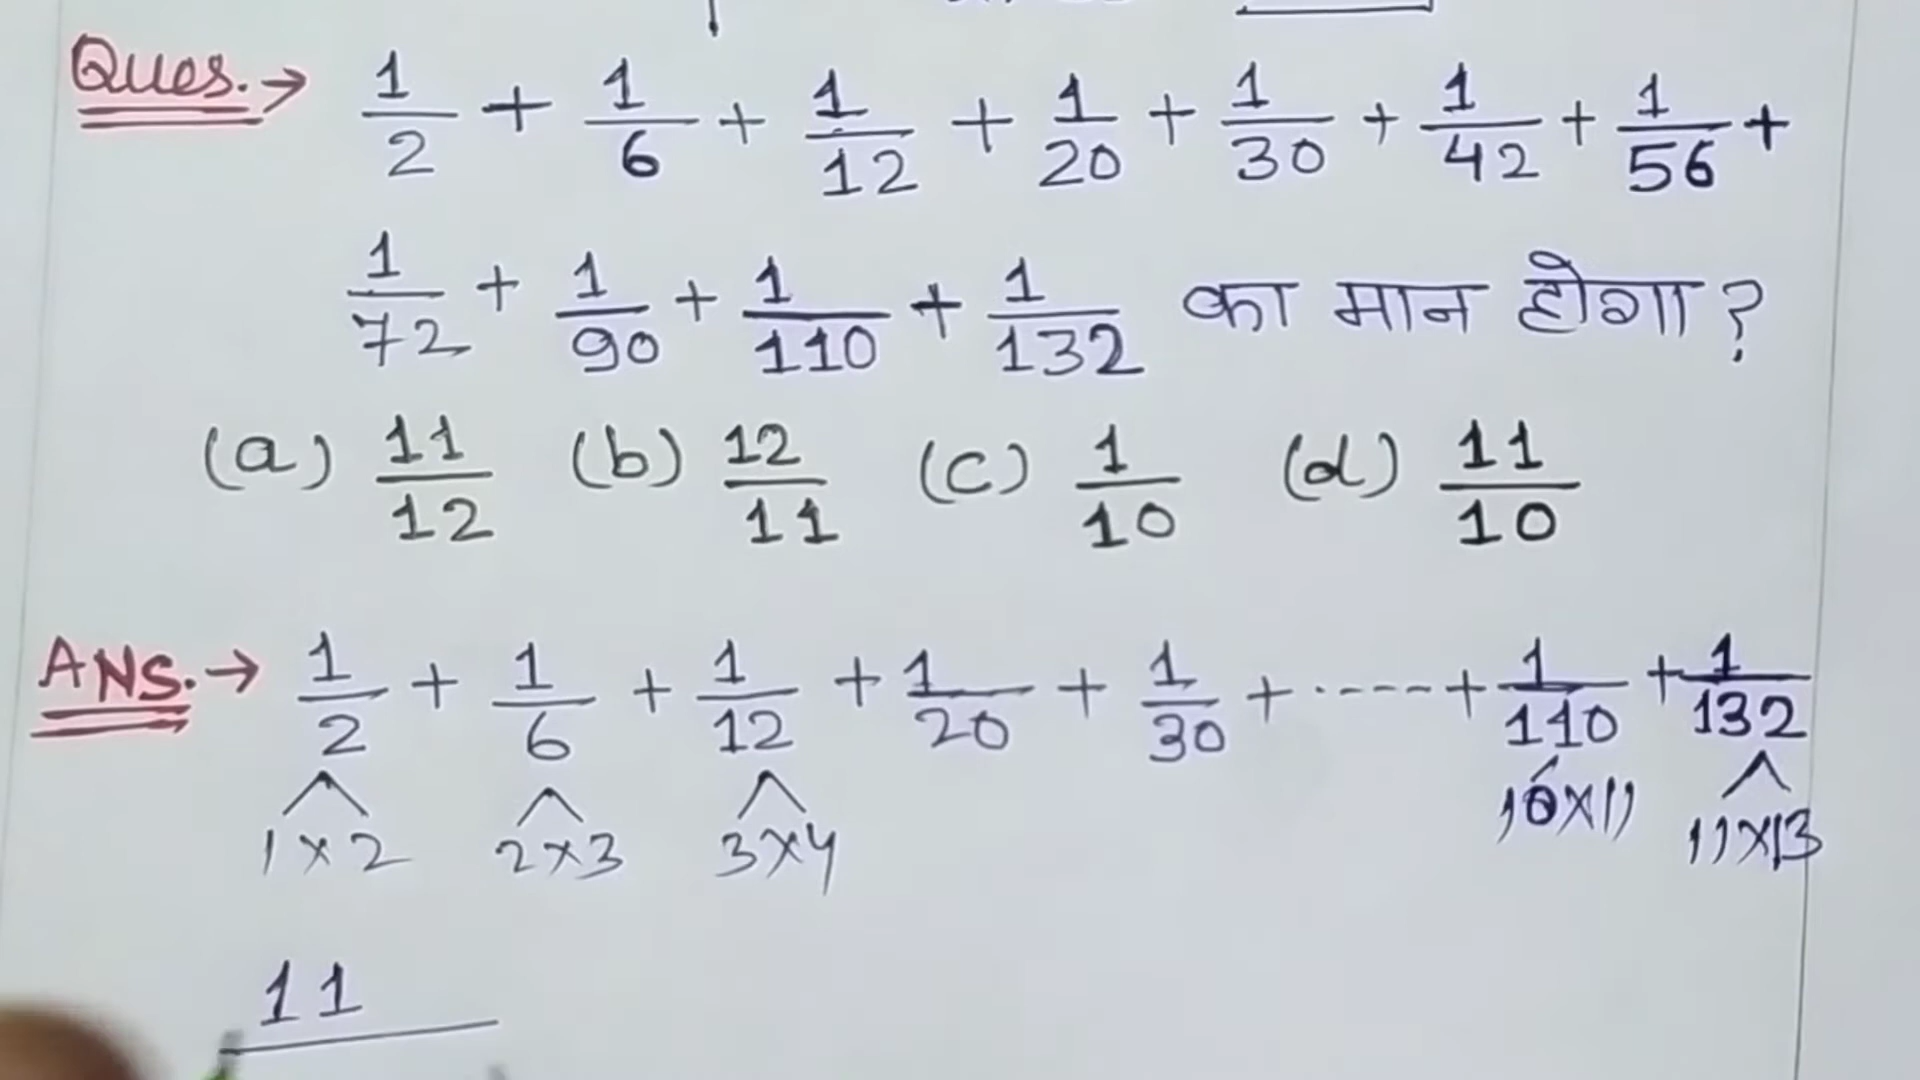 Ques.→ 1/2 + 1/6 + 1/12 + 1/20 + 1/30 + 1/42 + 1/56 +
1/72 + 1/90 + 1/110 + 1/132 का मान होगा ?
(a) 11/12 (b) 12/11 (c) 1/10 (d) 11/10
ANS.→ 1/2 + 1/6 + 1/12 + 1/20 + 1/30 + ----- + 1/110 + 1/132
1×2 2×3 3×4 10×11 11×13
11